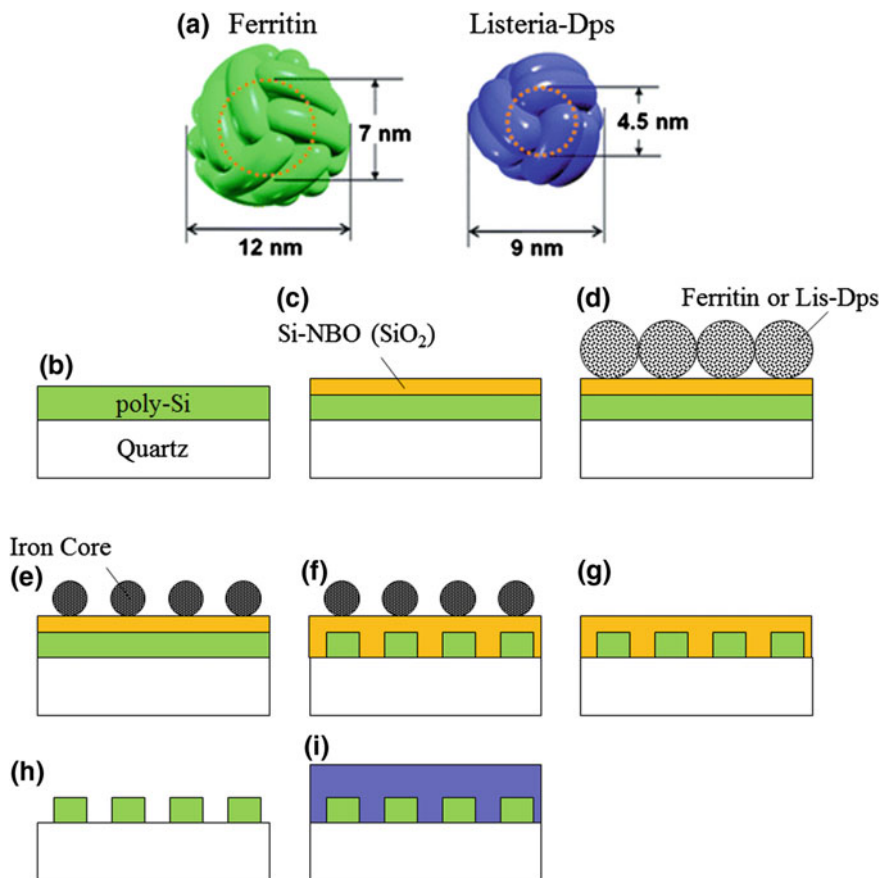 (a) Ferritin Listeria-Dps
7 nm
4.5 nm
12 nm
9 nm
(b)
poly-Si
Quartz
(c)
Si-NBO (SiO₂)
(d)
Ferritin or Lis-Dps
Iron Core
(e)
(f)
(g)
(h)
(i)